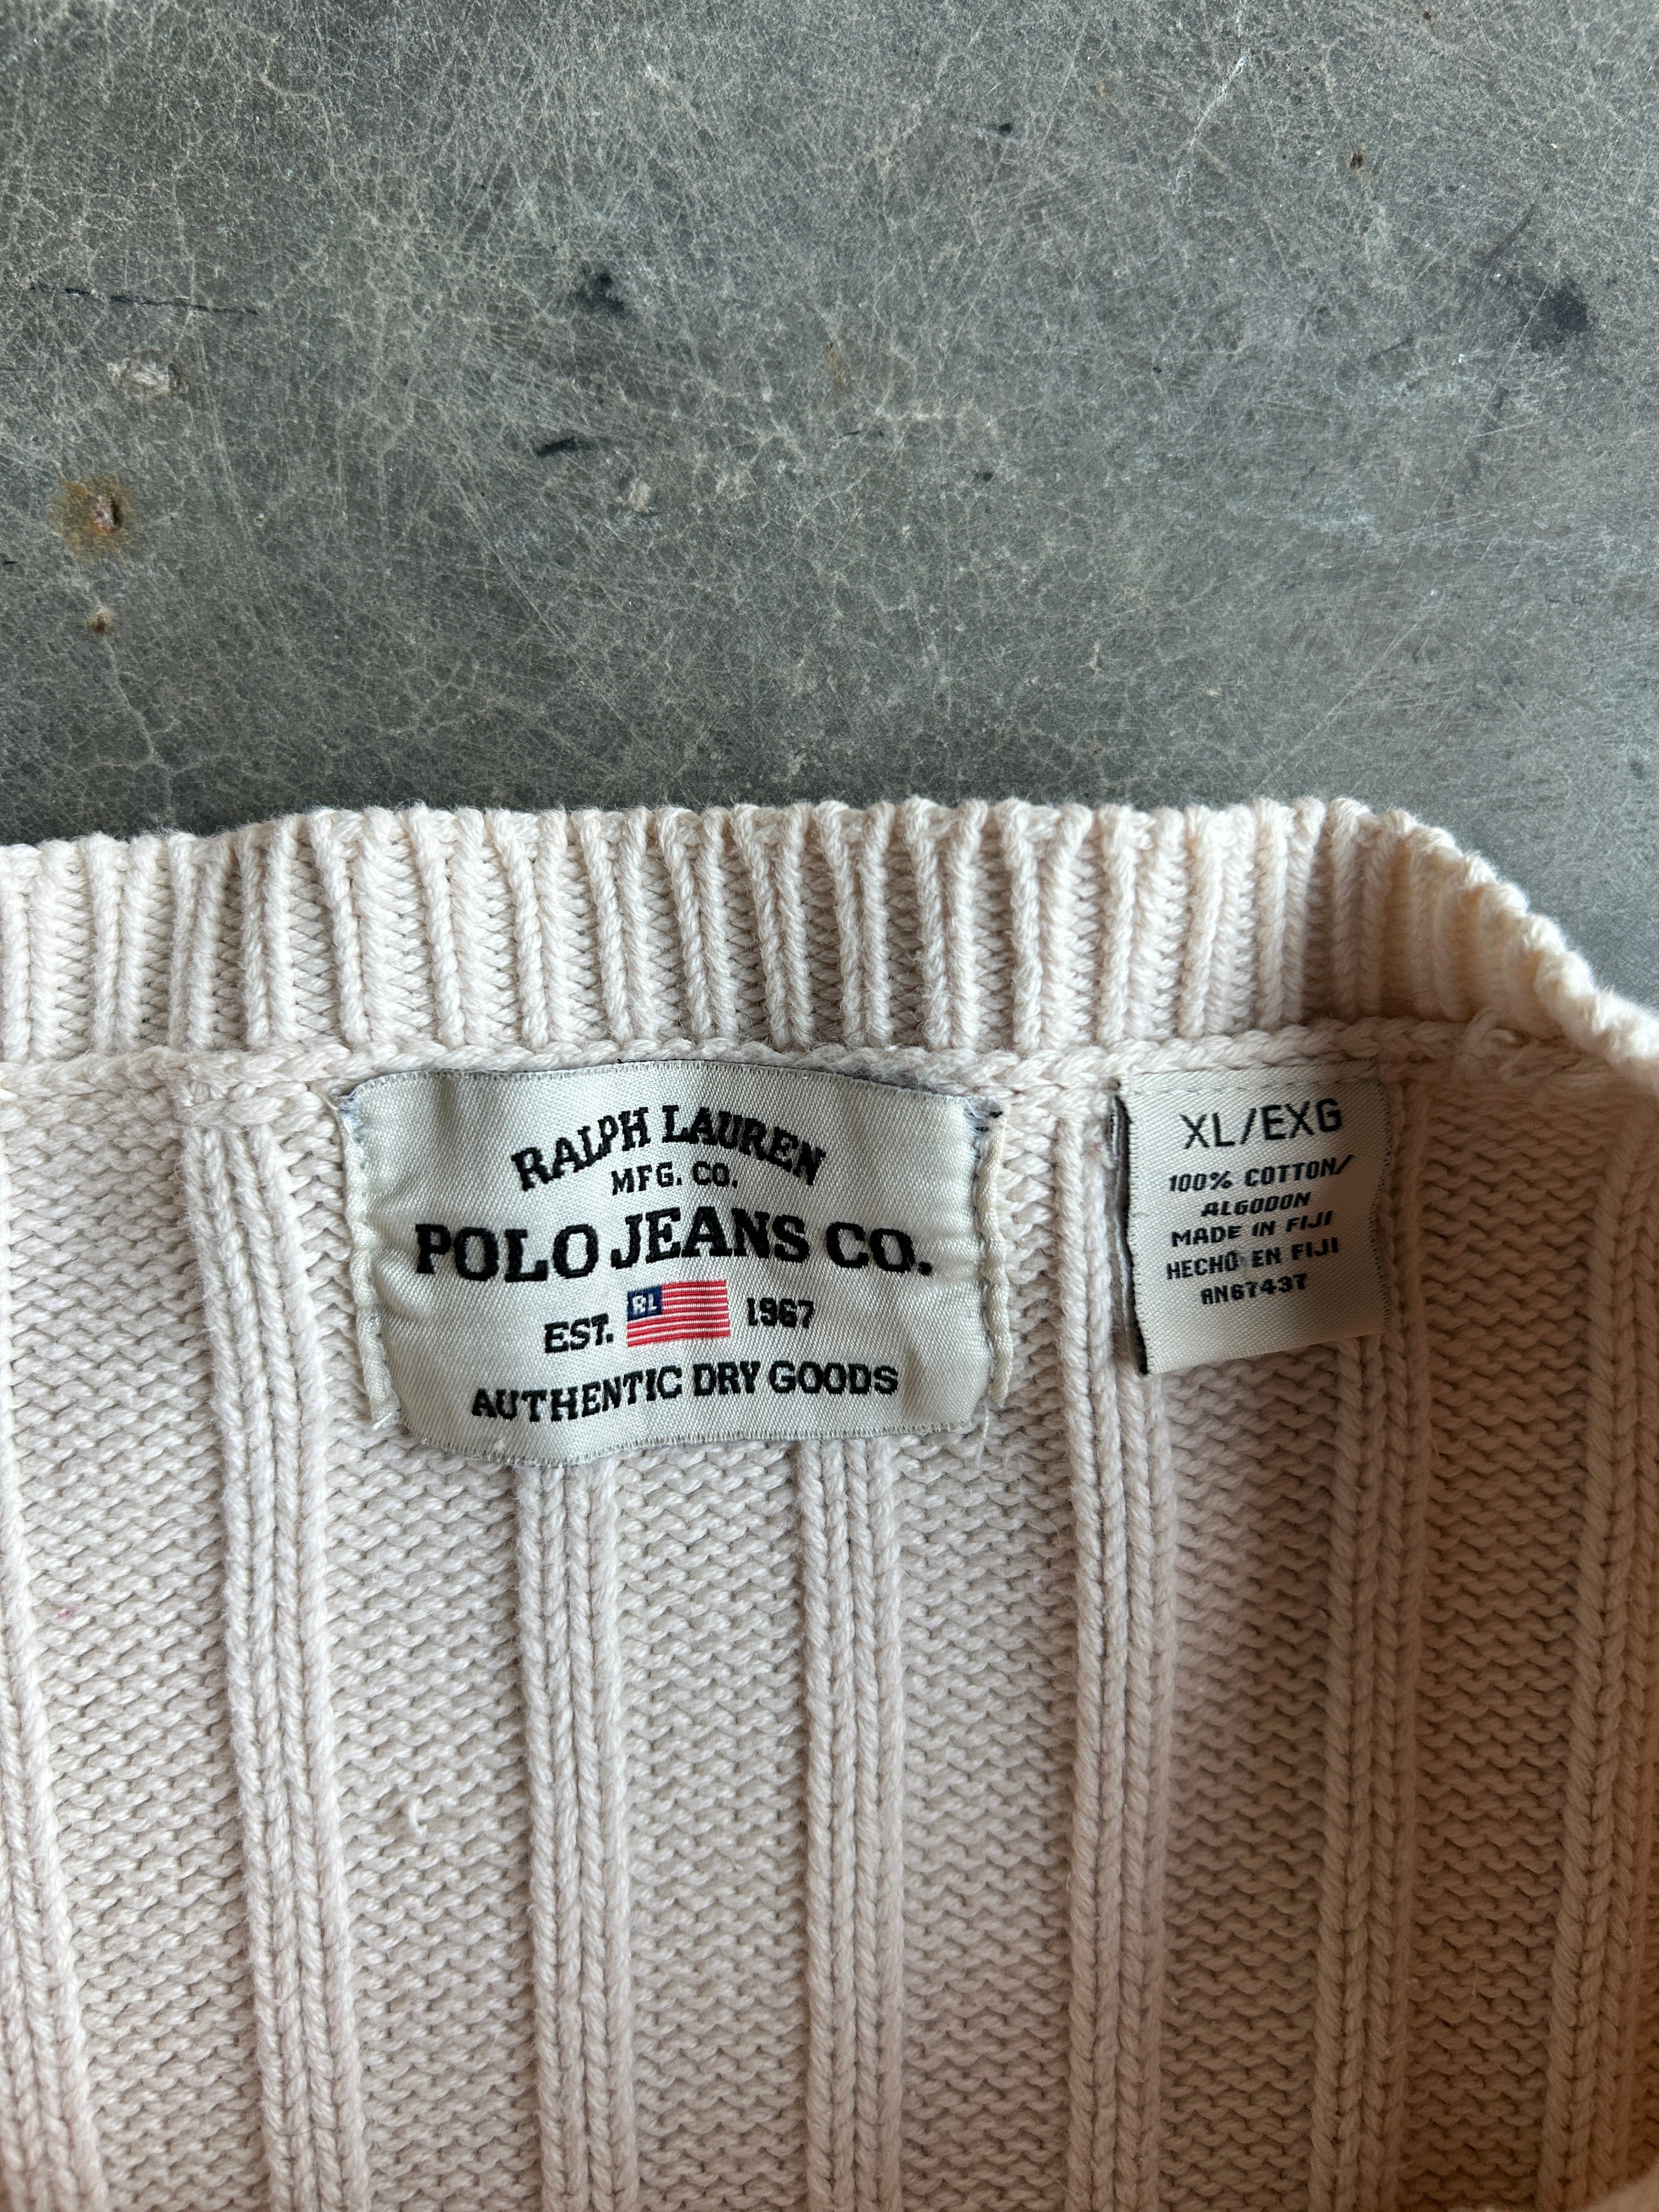 RALPH LAUREN
MFG. CO.
POLO JEANS CO.
EST. RL 1967
AUTHENTIC DRY GOODS
XL/EXG
100% COTTON/
ALGODON
MADE IN FIJI
HECHO EN FIJI
RN67437